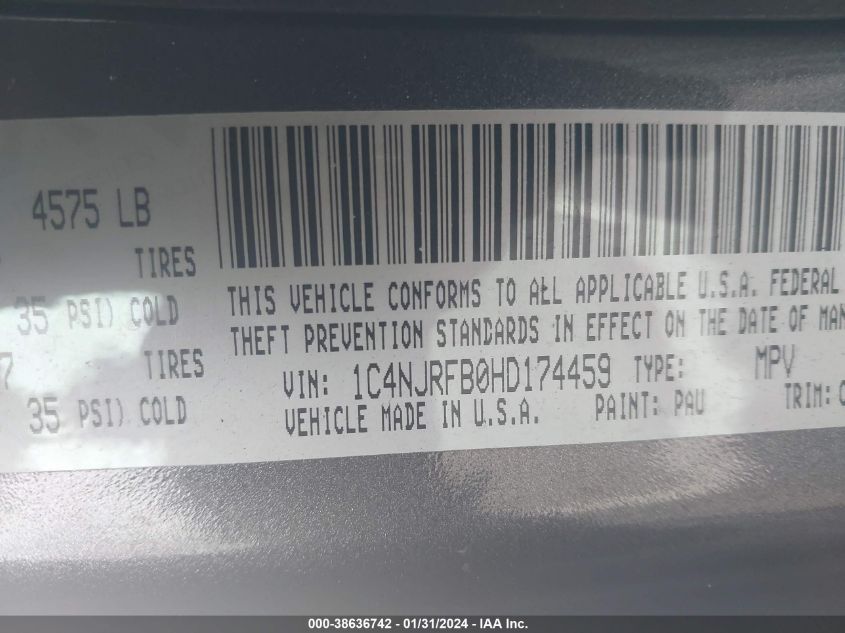 4575 LB
TIRES
35 PSI) COLD
7 TIRES
35 PSI) COLD
THIS VEHICLE CONFORMS TO ALL APPLICABLE U.S.A. FEDERAL
THEFT PREVENTION STANDARDS IN EFFECT ON THE DATE OF MAN
VIN: 1C4NJRFB0HD174459 TYPE: MPV
VEHICLE MADE IN U.S.A. PAINT: PAU TRIM:
000-38636742 - 01/31/2024 - IAA Inc.